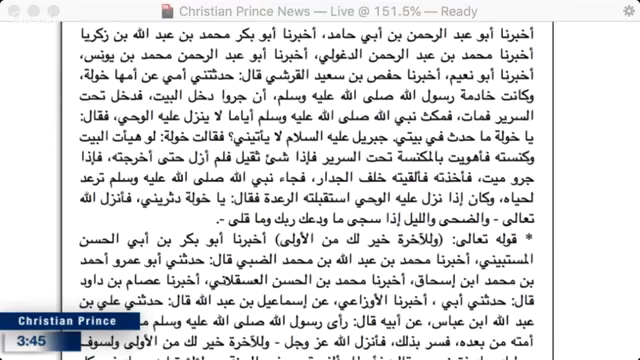 Christian Prince News — Live @ 151.5% — Ready
أخبرنا أبو عبد الرحمن بن أبي حامد، أخبرنا أبو بكر محمد بن عبد الله بن زكريا
أخبرنا محمد بن عبد الرحمن الدغولي، أخبرنا أبو عبد الرحمن محمد بن يونس،
أخبرنا أبو نعيم، أخبرنا حفص بن سعيد القرشي قال: حدثتني أمي عن أمها خولة،
وكانت خادمة رسول الله صلى الله عليه وسلم، أن جروا دخل البيت، فدخل تحت
السرير فمات، فمكث نبي الله صلى الله عليه وسلم أياما لا ينزل عليه الوحي، فقال:
يا خولة ما حدث في بيتي. جبريل عليه السلام لا يأتيني؟ فقالت خولة: لو هيأت البيت
وكنسته فأهويت بالمكنسة تحت السرير فإذا شئ ثقيل فلم أزل حتى أخرجته، فإذا
جرو ميت، فأخذته فألقيته خلف الجدار، فجاء نبي الله صلى الله عليه وسلم ترعد
لحياه، وكان إذا نزل عليه الوحي استقبلته الرعدة فقال: يا خولة دثريني، فأنزل الله
تعالى - والضحى والليل إذا سجى ما ودعك ربك وما قلى -.
* قوله تعالى: (وللآخرة خير لك من الأولى) أخبرنا أبو بكر بن أبي الحسن
المستبيني، أخبرنا محمد بن عبد الله بن محمد الضبي قال: حدثني أبو عمرو أحمد
بن محمد ابن إسحاق، أخبرنا محمد بن الحسن العسقلاني، أخبرنا عصام بن داود
قال: حدثني أبي ، أخبرنا الأوزاعي، عن إسماعيل بن عبد الله قال: حدثني علي بن
عبد الله ابن عباس، عن أبيه قال: رأى رسول الله صلى الله عليه وسلم
أمته من بعده، فسر بذلك، فأنزل الله عز وجل - وللآخرة خير لك من الأولى ولسوف
Christian Prince
3:45